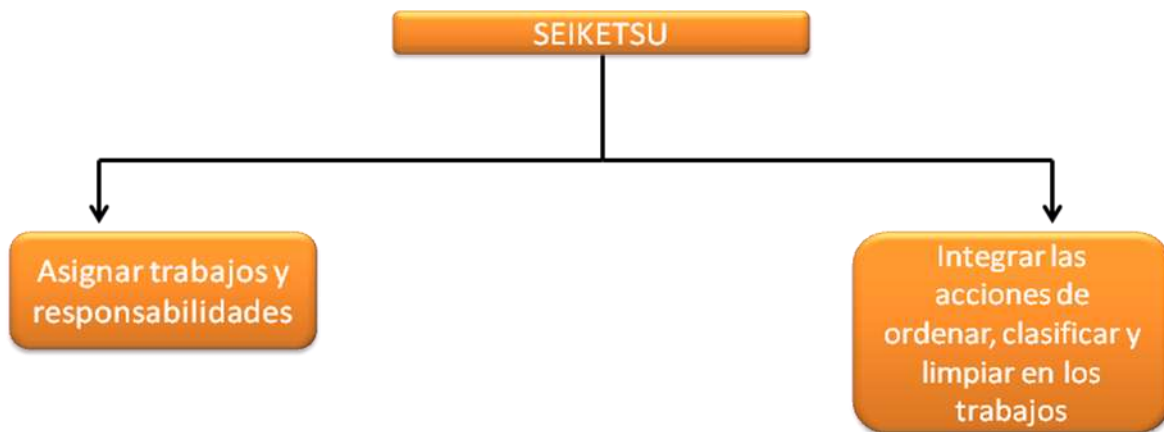 SEIKETSU
Asignar trabajos y
responsabilidades
Integrar las
acciones de
ordenar, clasificar y
limpiar en los
trabajos